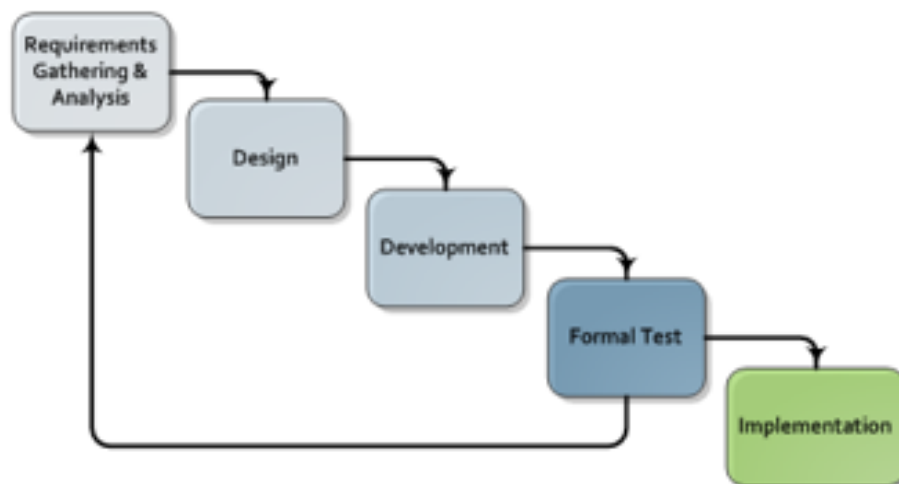 Requirements
Gathering &
Analysis
Design
Development
Formal Test
Implementation